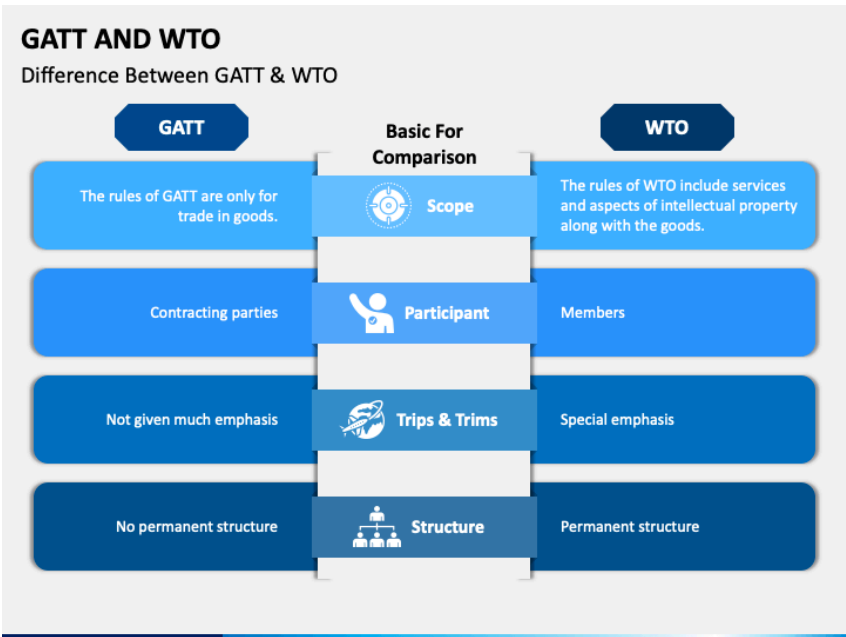 GATT AND WTO
Difference Between GATT & WTO
GATT
Basic For
Comparison
WTO
The rules of GATT are only for
trade in goods.
Scope
The rules of WTO include services
and aspects of intellectual property
along with the goods.
Contracting parties
Participant
Members
Not given much emphasis
Trips & Trims
Special emphasis
No permanent structure
Structure
Permanent structure